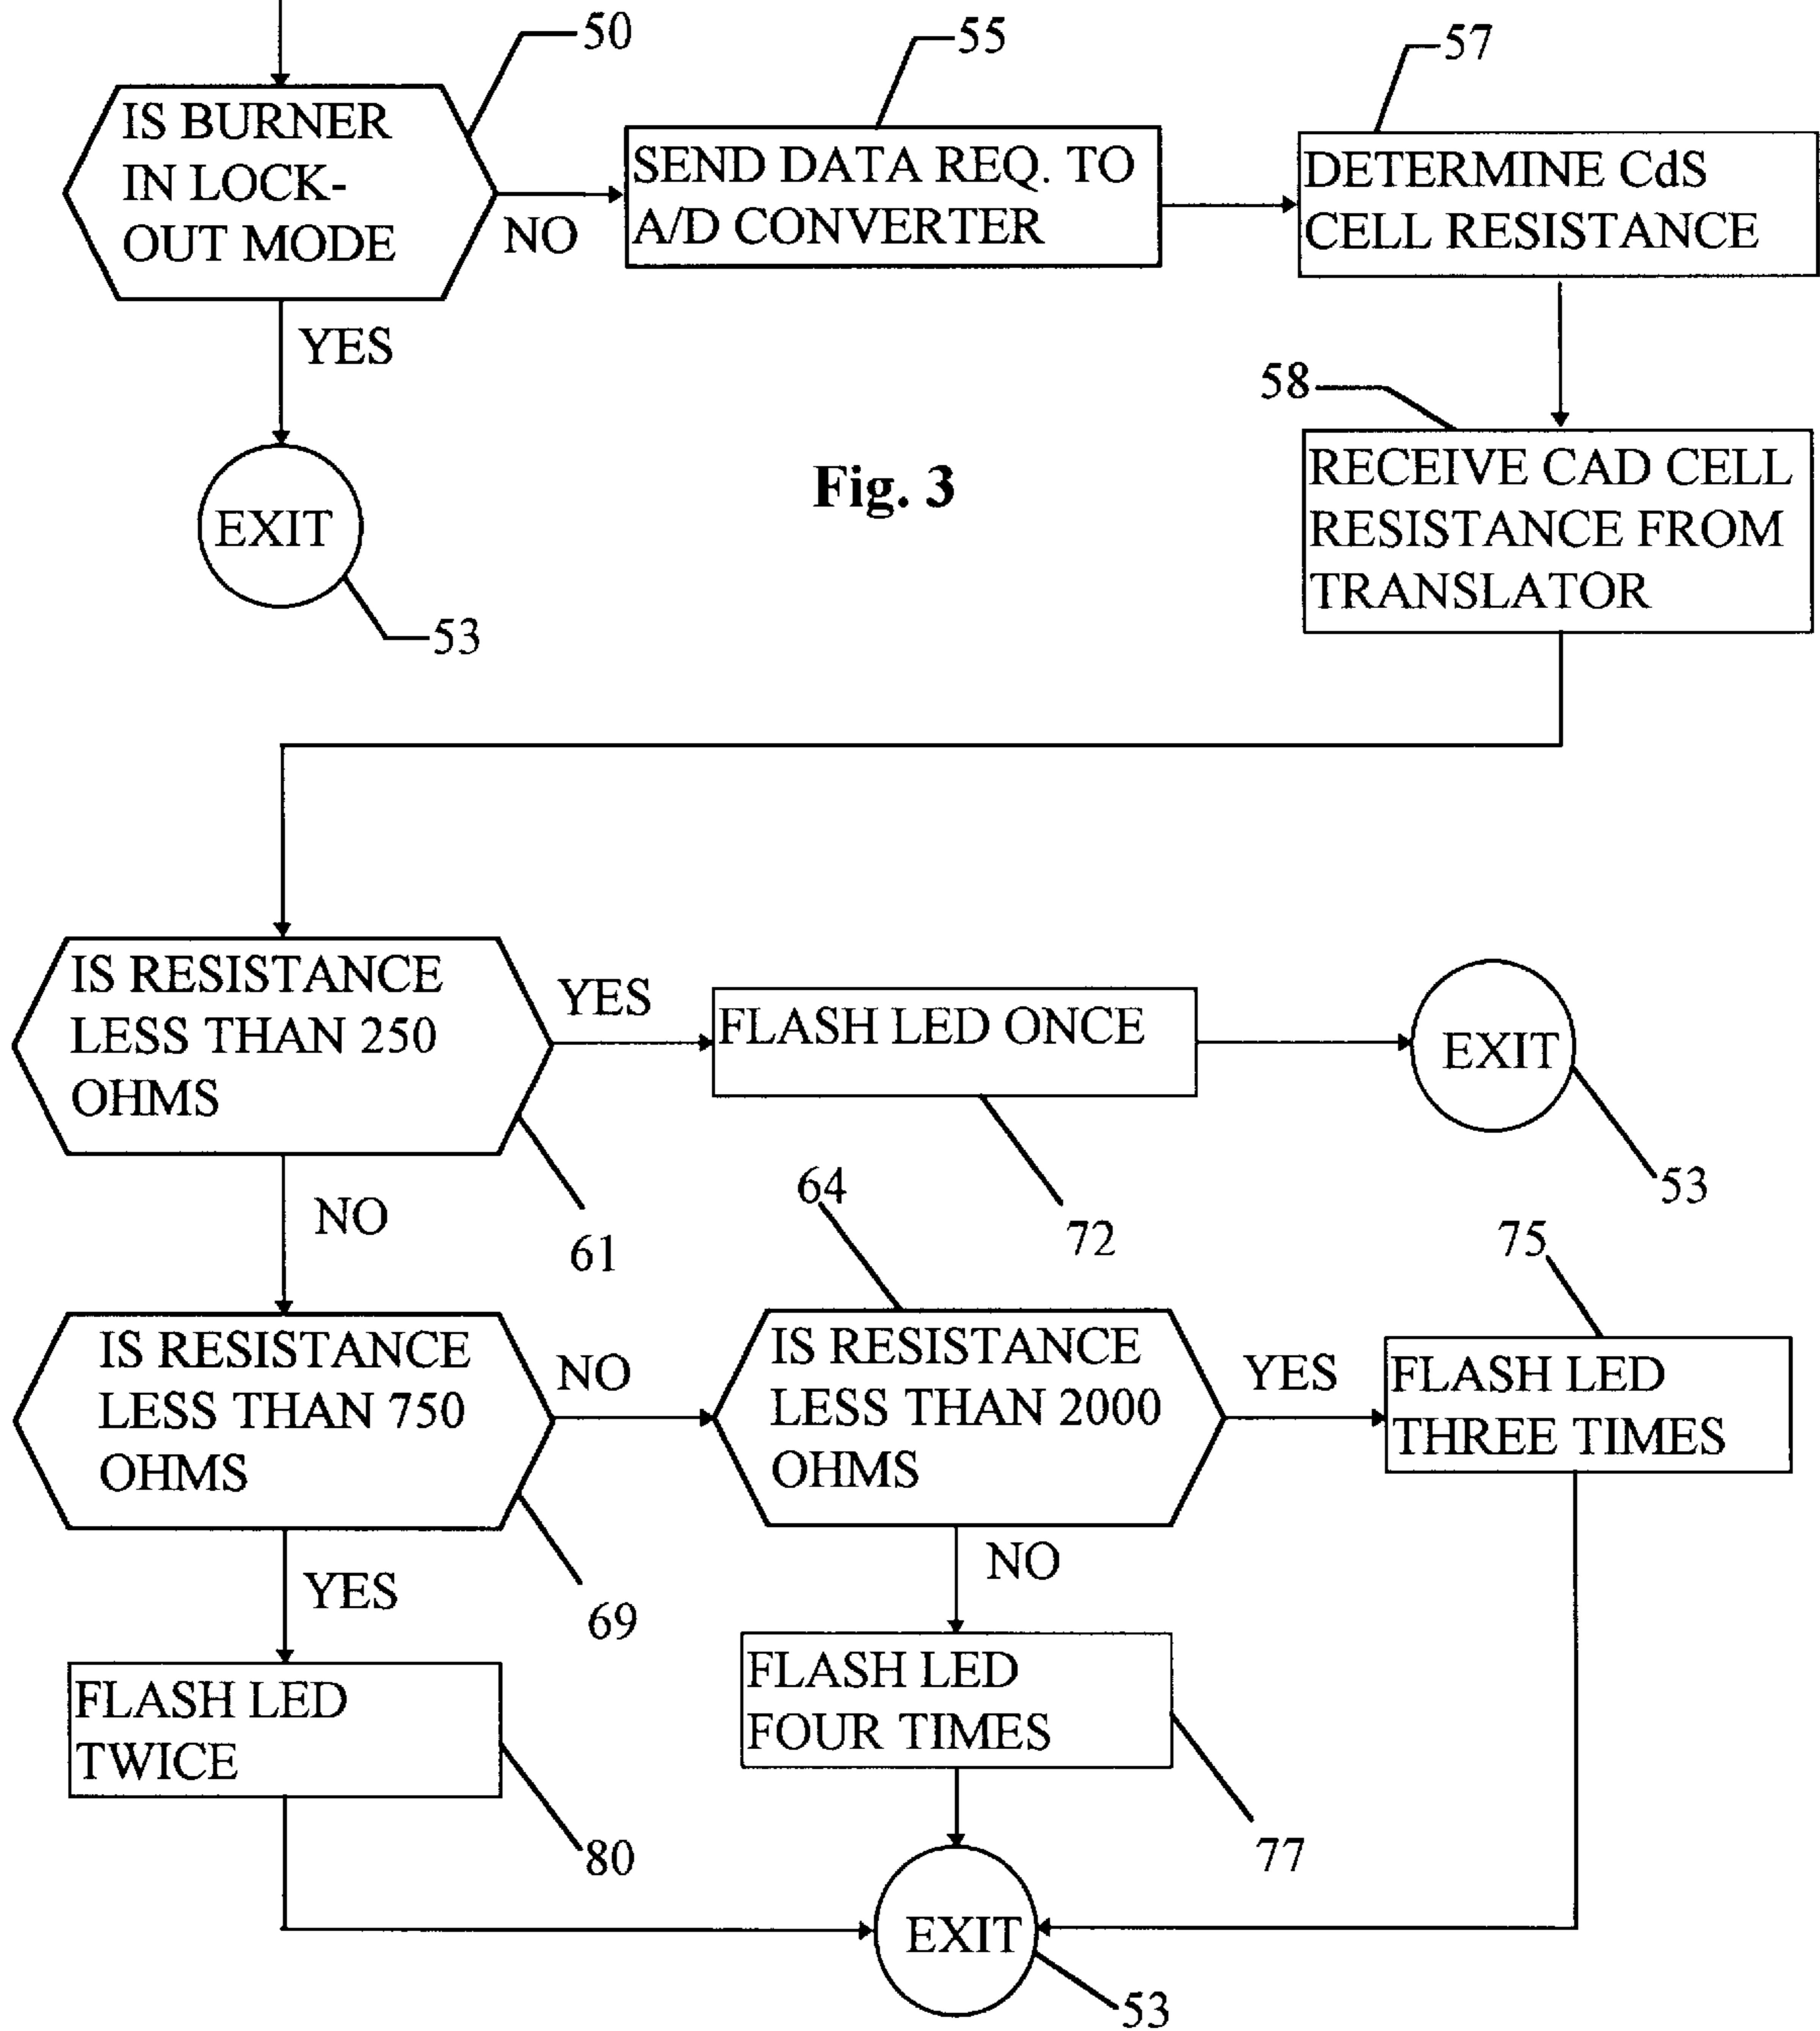 50
55
57
IS BURNER
IN LOCK-
OUT MODE
NO
SEND DATA REQ. TO
A/D CONVERTER
DETERMINE CdS
CELL RESISTANCE
YES
58
EXIT
53
Fig. 3
RECEIVE CAD CELL
RESISTANCE FROM
TRANSLATOR
IS RESISTANCE
LESS THAN 250
OHMS
YES
FLASH LED ONCE
EXIT
53
61
72
NO
64
75
IS RESISTANCE
LESS THAN 750
OHMS
NO
IS RESISTANCE
LESS THAN 2000
OHMS
YES
FLASH LED
THREE TIMES
YES
69
NO
FLASH LED
TWICE
80
FLASH LED
FOUR TIMES
77
EXIT
53